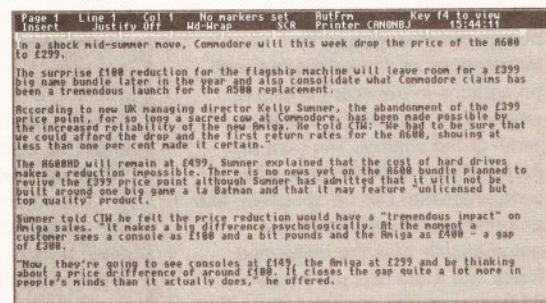 Page 1 Line 1 Col 1 No markers set AutFrm Key f4 to view
Insert Justify Off Wd-Wrap SCR Printer CANONBJ 15:44:11
In a shock mid-summer move, Commodore will this week drop the price of the A600
to £299.
The surprise £100 reduction for the flagship machine will leave room for a £399
big name bundle later in the year and also consolidate what Commodore claims has
been a tremendous launch for the A500 replacement.
According to new UK managing director Kelly Sumner, the abandonment of the £399
price point, for so long a sacred cow at Commodore, has been made possible by
the increased reliability of the new Amiga. He told CTW: "We had to be sure that
we could afford the drop and the first return rates for the A600, showing at
less than one per cent made it certain."
The A600HD will remain at £499, Sumner explained that the cost of hard drives
makes a reduction impossible. There is no news yet on the A600 bundle planned to
revive the £399 price point although Sumner has admitted that it will not be
built around one big game a la Batman and that it may feature "unlicensed but
top quality" product.
Sumner told CTW he felt the price reduction would have a "tremendous impact" on
Amiga sales. "It makes a big difference psychologically. At the moment a
customer sees a console as £100 and a bit pounds and the Amiga as £400 - a gap
of £300.
"Now, they're going to see consoles at £149, the Amiga at £299 and be thinking
about a price drifference of around £100. It closes the gap quite a lot more in
people's minds than it actually does," he offered.